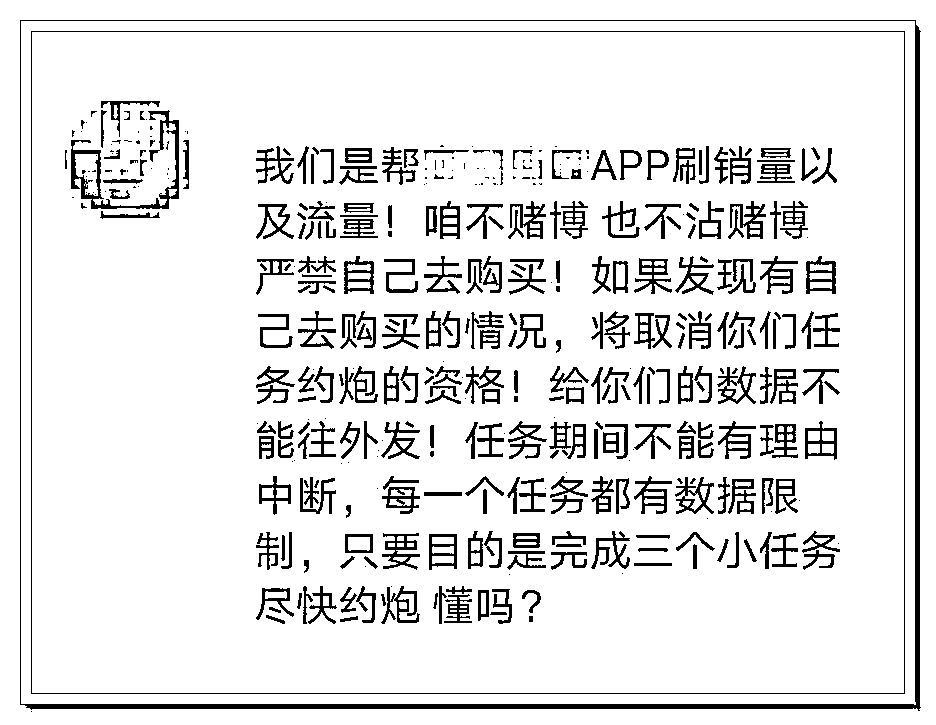 我们是帮APP刷销量以
及流量！咱不赌博 也不沾赌博
严禁自己去购买！如果发现有自
己去购买的情况，将取消你们任
务约炮的资格！给你们的数据不
能往外发！任务期间不能有理由
中断，每一个任务都有数据限
制，只要目的是完成三个小任务
尽快约炮 懂吗？